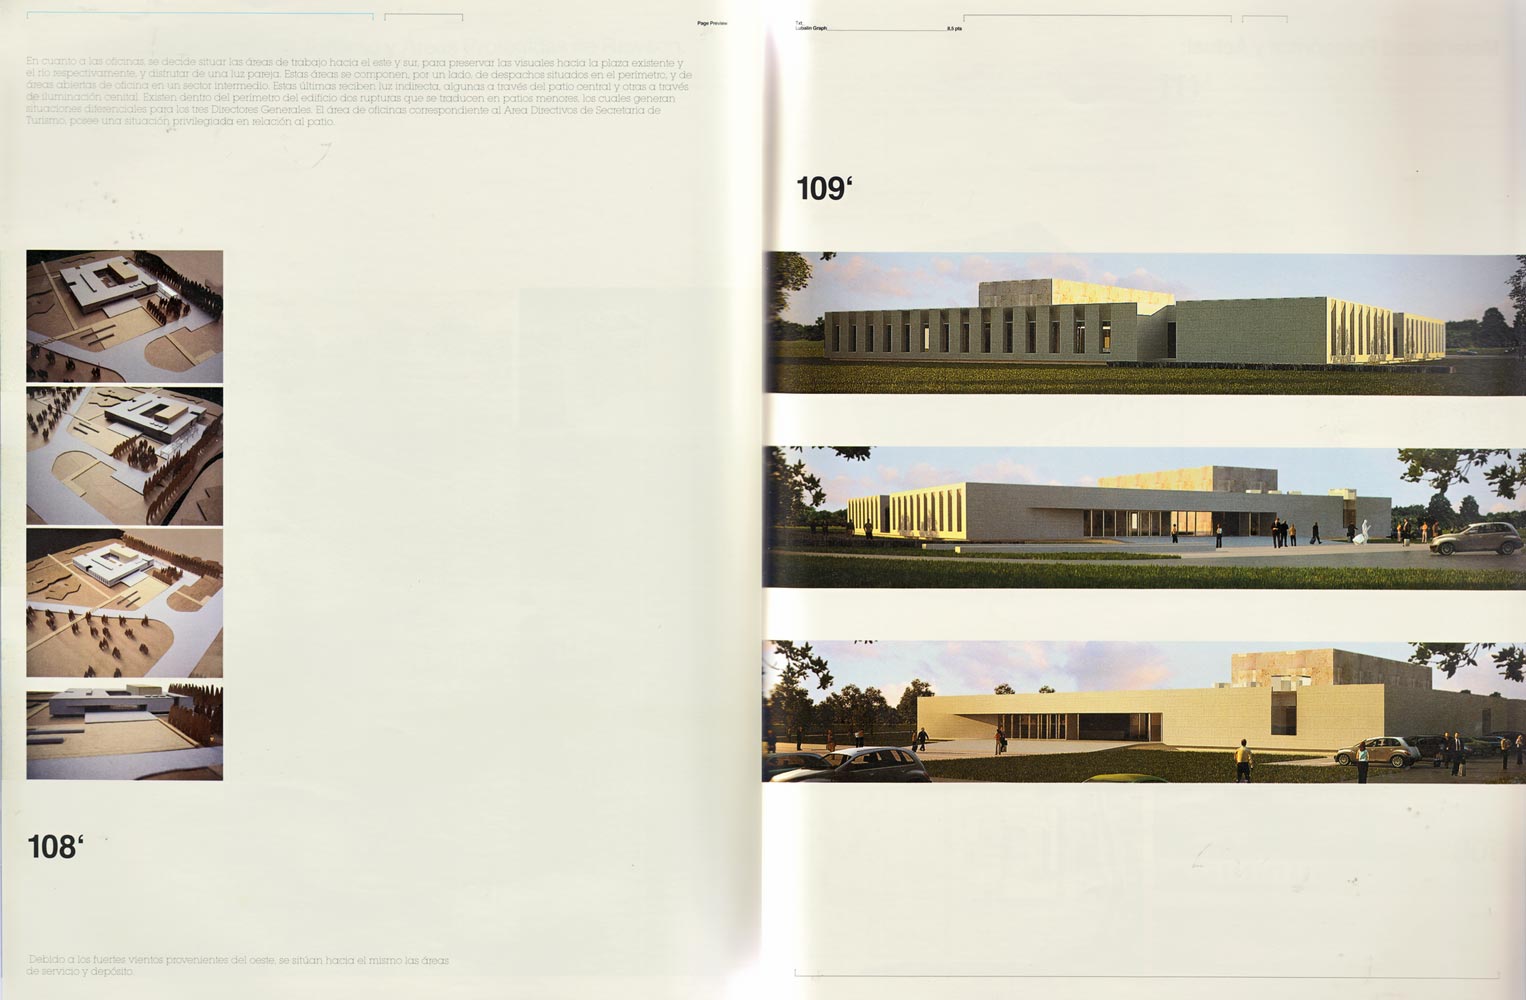 Page Preview
En cuanto a las oficinas, se decide situar las áreas de trabajo hacia el este y sur, para preservar las visuales hacia la plaza existente y
el río respectivamente, y disfrutar de una luz pareja. Estas áreas se componen, por un lado, de despachos situados en el perímetro, y de
áreas abiertas de oficina en un sector intermedio. Estas últimas reciben luz indirecta, algunas a través del patio central y otras a través
de iluminación cenital. Existen dentro del perímetro del edificio dos rupturas que se traducen en patios menores, los cuales generan
situaciones diferenciales para los tres Directores Generales. El área de oficinas correspondiente al Area Directivos de Secretaría de
Turismo, posee una situación privilegiada en relación al patio.
108‘
Debido a los fuertes vientos provenientes del oeste, se sitúan hacia el mismo las áreas
de servicio y depósito.
Txt_
Lubalin Graph 8.5 pts
109‘